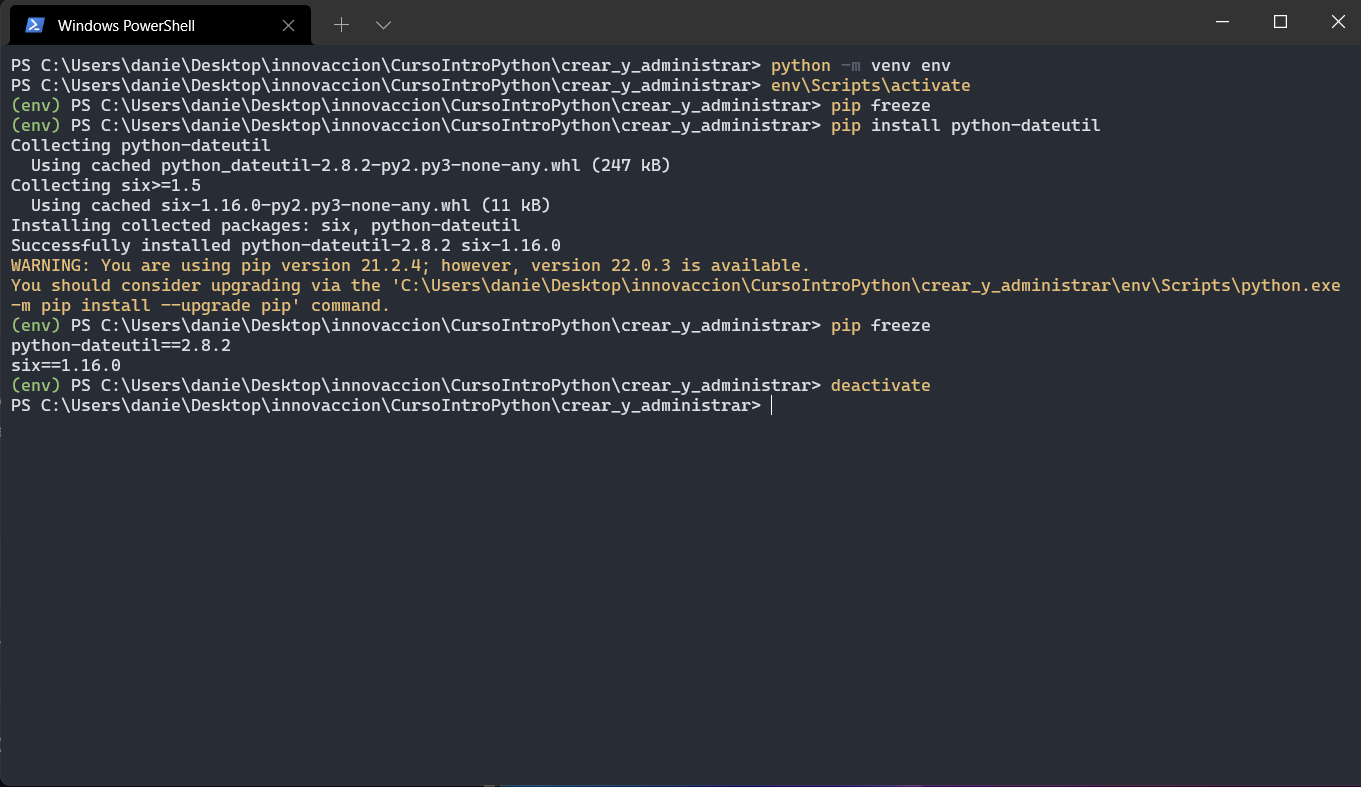 Windows PowerShell
PS C:\Users\danie\Desktop\innovaccion\CursoIntroPython\crear_y_administrar> python -m venv env
PS C:\Users\danie\Desktop\innovaccion\CursoIntroPython\crear_y_administrar> env\Scripts\activate
(env) PS C:\Users\danie\Desktop\innovaccion\CursoIntroPython\crear_y_administrar> pip freeze
(env) PS C:\Users\danie\Desktop\innovaccion\CursoIntroPython\crear_y_administrar> pip install python-dateutil
Collecting python-dateutil
  Using cached python_dateutil-2.8.2-py2.py3-none-any.whl (247 kB)
Collecting six>=1.5
  Using cached six-1.16.0-py2.py3-none-any.whl (11 kB)
Installing collected packages: six, python-dateutil
Successfully installed python-dateutil-2.8.2 six-1.16.0
WARNING: You are using pip version 21.2.4; however, version 22.0.3 is available.
You should consider upgrading via the 'C:\Users\danie\Desktop\innovaccion\CursoIntroPython\crear_y_administrar\env\Scripts\python.exe
-m pip install --upgrade pip' command.
(env) PS C:\Users\danie\Desktop\innovaccion\CursoIntroPython\crear_y_administrar> pip freeze
python-dateutil==2.8.2
six==1.16.0
(env) PS C:\Users\danie\Desktop\innovaccion\CursoIntroPython\crear_y_administrar> deactivate
PS C:\Users\danie\Desktop\innovaccion\CursoIntroPython\crear_y_administrar>